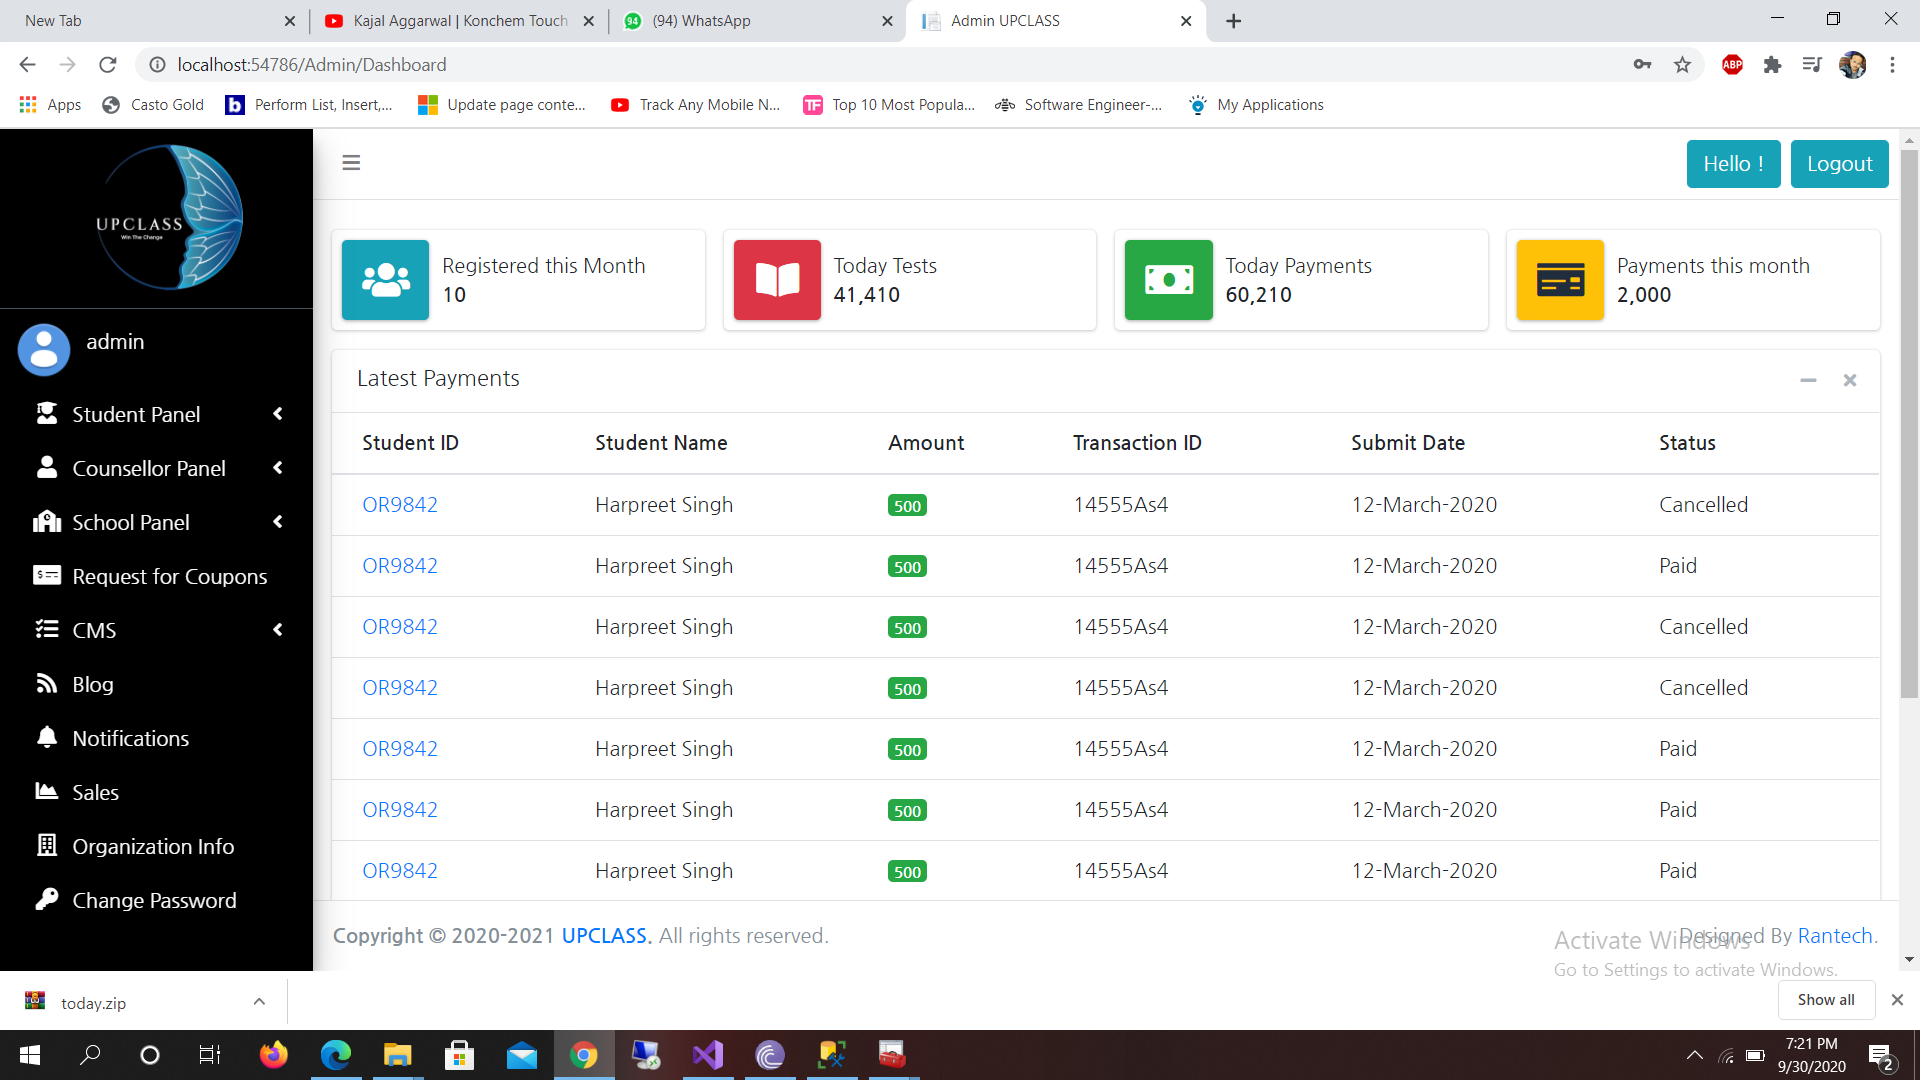 New Tab
Kajal Aggarwal | Konchem Touch
(94) WhatsApp
Admin UPCLASS
localhost:54786/Admin/Dashboard
ABP
Apps
Casto Gold
Perform List, Insert,...
Update page conte...
Track Any Mobile N...
TF
Top 10 Most Popula...
Software Engineer-...
My Applications
UPCLASS
Win The Change
Hello !
Logout
Registered this Month
10
Today Tests
41,410
Today Payments
60,210
Payments this month
2,000
admin
Student Panel
Counsellor Panel
School Panel
Request for Coupons
CMS
Blog
Notifications
Sales
Organization Info
Change Password
Latest Payments
Student ID Student Name Amount Transaction ID Submit Date Status
OR9842 Harpreet Singh 500 14555As4 12-March-2020 Cancelled
OR9842 Harpreet Singh 500 14555As4 12-March-2020 Paid
OR9842 Harpreet Singh 500 14555As4 12-March-2020 Cancelled
OR9842 Harpreet Singh 500 14555As4 12-March-2020 Cancelled
OR9842 Harpreet Singh 500 14555As4 12-March-2020 Paid
OR9842 Harpreet Singh 500 14555As4 12-March-2020 Paid
OR9842 Harpreet Singh 500 14555As4 12-March-2020 Paid
Copyright © 2020-2021 UPCLASS. All rights reserved.
Designed By Rantech.
Activate Windows
Go to Settings to activate Windows.
today.zip
Show all
7:21 PM
9/30/2020
2